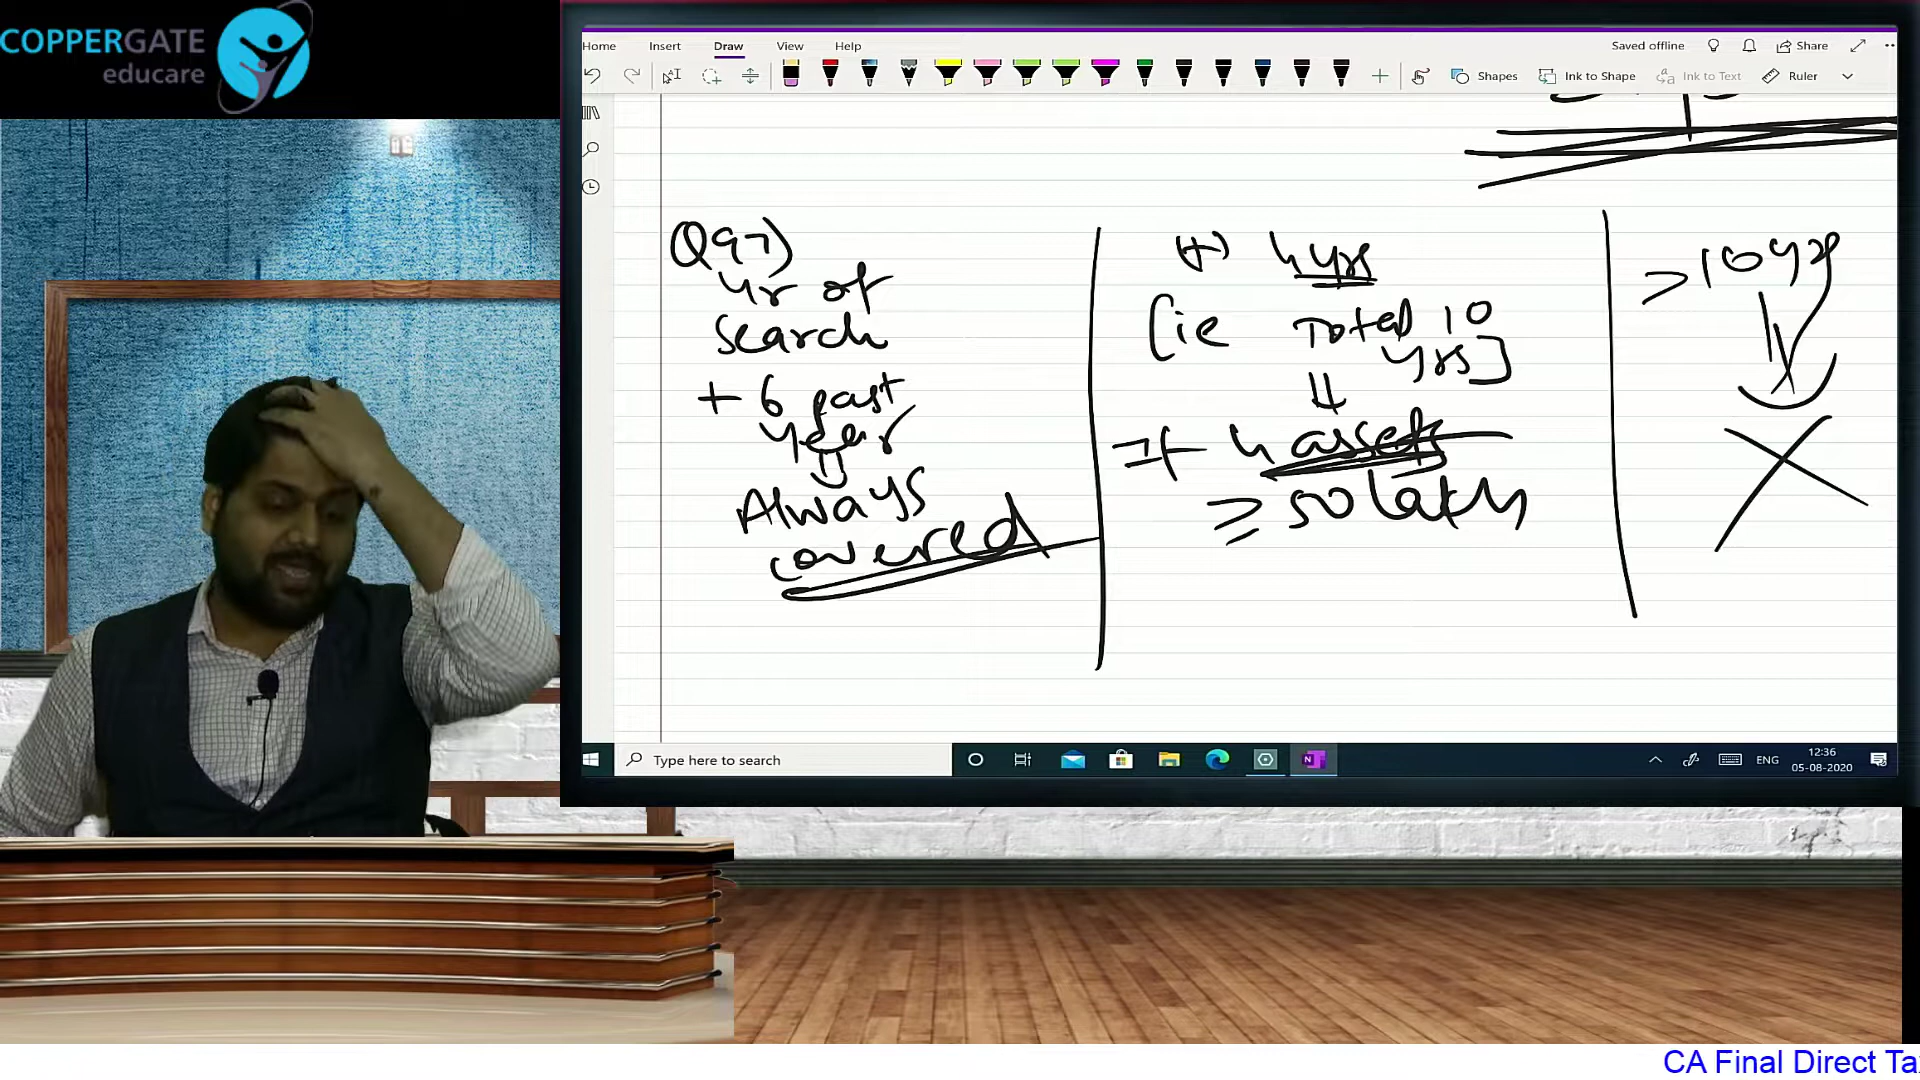 COPPERGATE
educare
Home Insert Draw View Help
Saved offline
Share
Shapes
Ink to Shape
Ink to Text
Ruler
Q97)
yr of
search
+ 6 past
year
Always
covered
(+) 4 yrs
[ie Total 10
yrs]
If 4 assets
≥ 50 lakh
> 10 yrs
Type here to search
ENG
12:36
05-08-2020
CA Final Direct Ta